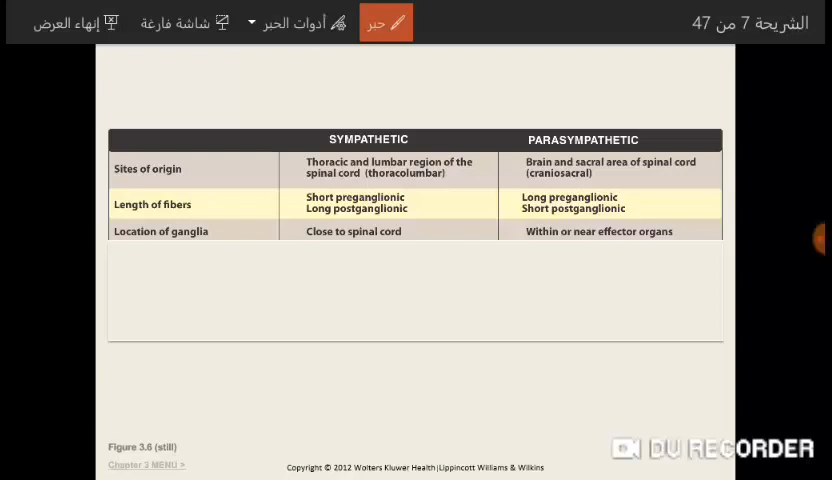 الشريحة 7 من 47 حبر أدوات الحبر شاشة فارغة إنهاء العرض
SYMPATHETIC PARASYMPATHETIC
Sites of origin Thoracic and lumbar region of the spinal cord (thoracolumbar) Brain and sacral area of spinal cord (craniosacral)
Length of fibers Short preganglionic Long postganglionic Long preganglionic Short postganglionic
Location of ganglia Close to spinal cord Within or near effector organs
Figure 3.6 (still)
Chapter 3 MENU >
Copyright © 2012 Wolters Kluwer Health|Lippincott Williams & Wilkins
DU RECORDER